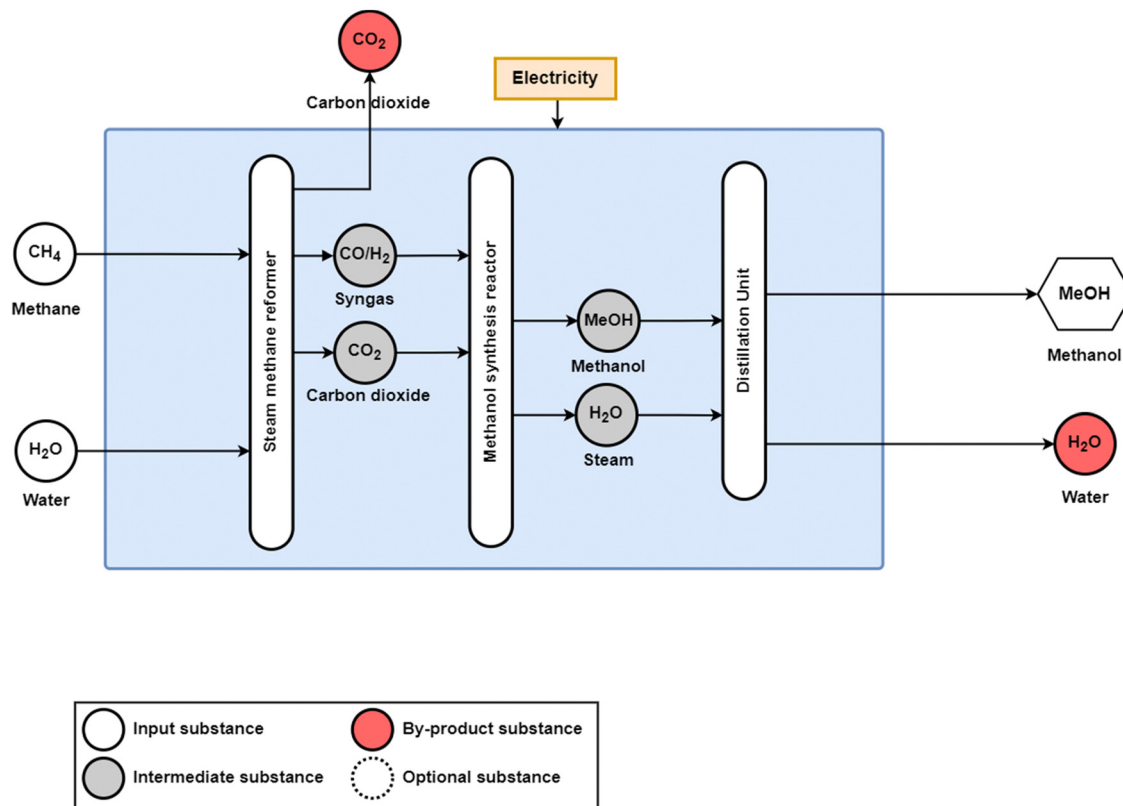 CO₂
Carbon dioxide
Electricity
CH₄
Methane
H₂O
Water
Steam methane reformer
CO/H₂
Syngas
CO₂
Carbon dioxide
Methanol synthesis reactor
MeOH
Methanol
H₂O
Steam
Distillation Unit
MeOH
Methanol
H₂O
Water
Input substance
By-product substance
Intermediate substance
Optional substance